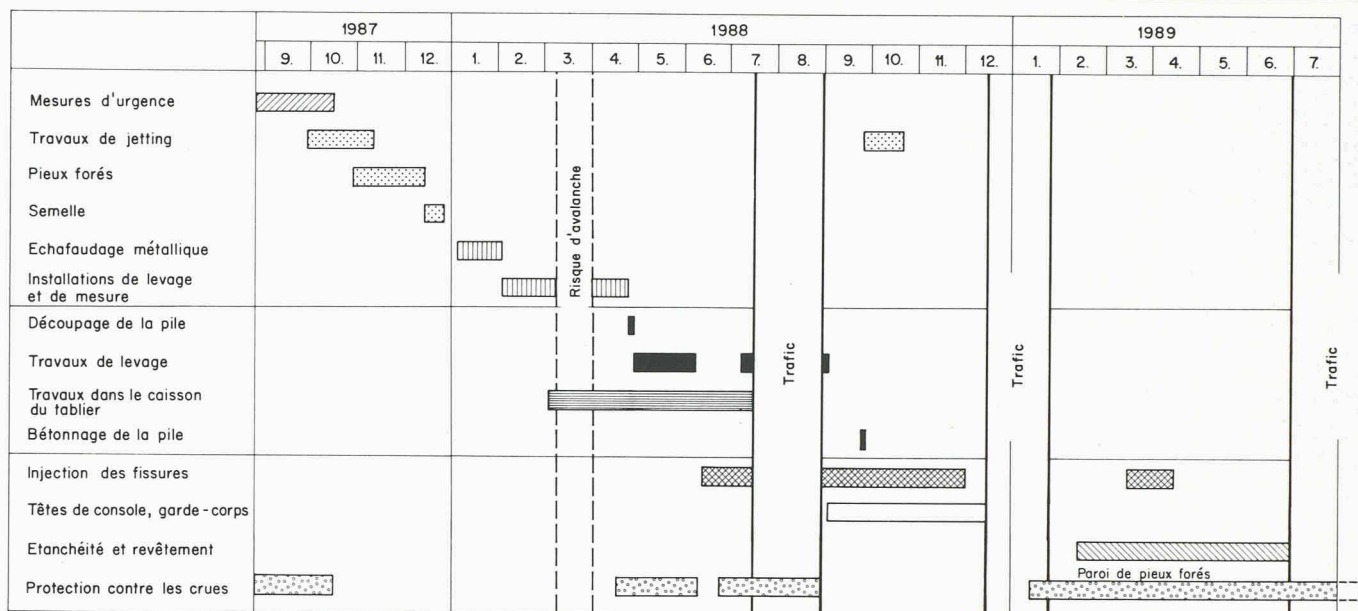 1987
1988
1989
9. 10. 11. 12. 1. 2. 3. 4. 5. 6. 7. 8. 9. 10. 11. 12. 1. 2. 3. 4. 5. 6. 7.
Mesures d'urgence
Travaux de jetting
Pieux forés
Semelle
Echafaudage métallique
Installations de levage
et de mesure
Risque d'avalanche
Découpage de la pile
Travaux de levage
Travaux dans le caisson
du tablier
Bétonnage de la pile
Trafic
Trafic
Trafic
Injection des fissures
Têtes de console, garde-corps
Etanchéité et revêtement
Paroi de pieux forés
Protection contre les crues